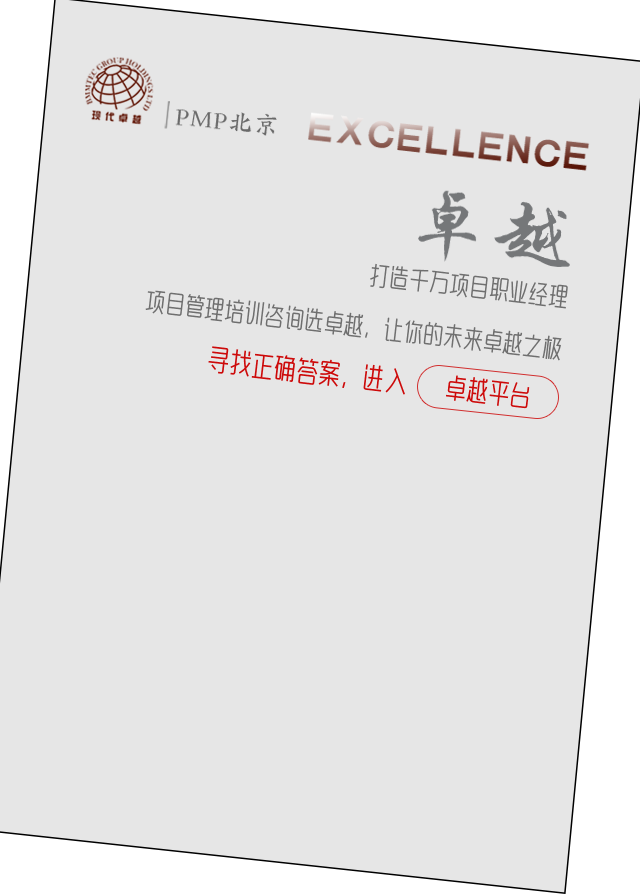 BMMTEC GROUP HOLDINGS LTD
现代卓越
PMP北京
EXCELLENCE
卓越
打造千万项目职业经理
项目管理培训咨询选卓越，让你的未来卓越之极
寻找正确答案，进入 卓越平台